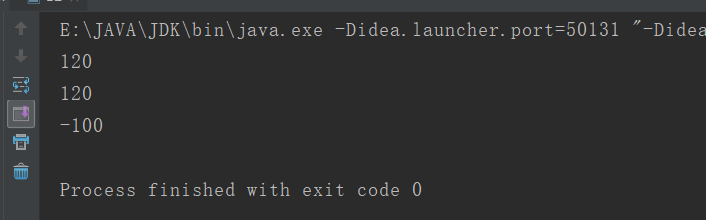 E:\JAVA\JDK\bin\java.exe -Didea.launcher.port=50131 "-Didea
120
120
-100
Process finished with exit code 0